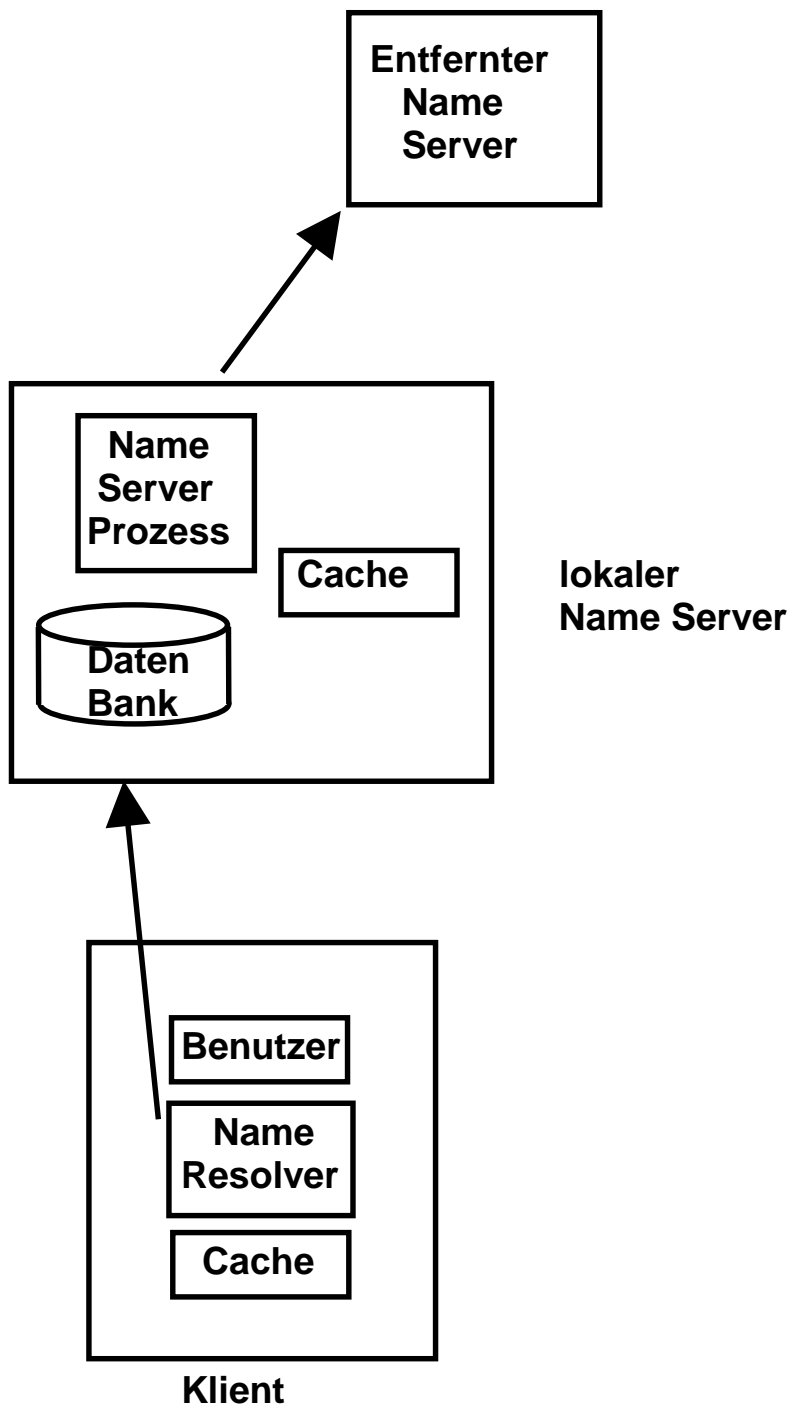 Entfernter
Name
Server
Name
Server
Prozess
Cache
lokaler
Name Server
Daten
Bank
Benutzer
Name
Resolver
Cache
Klient